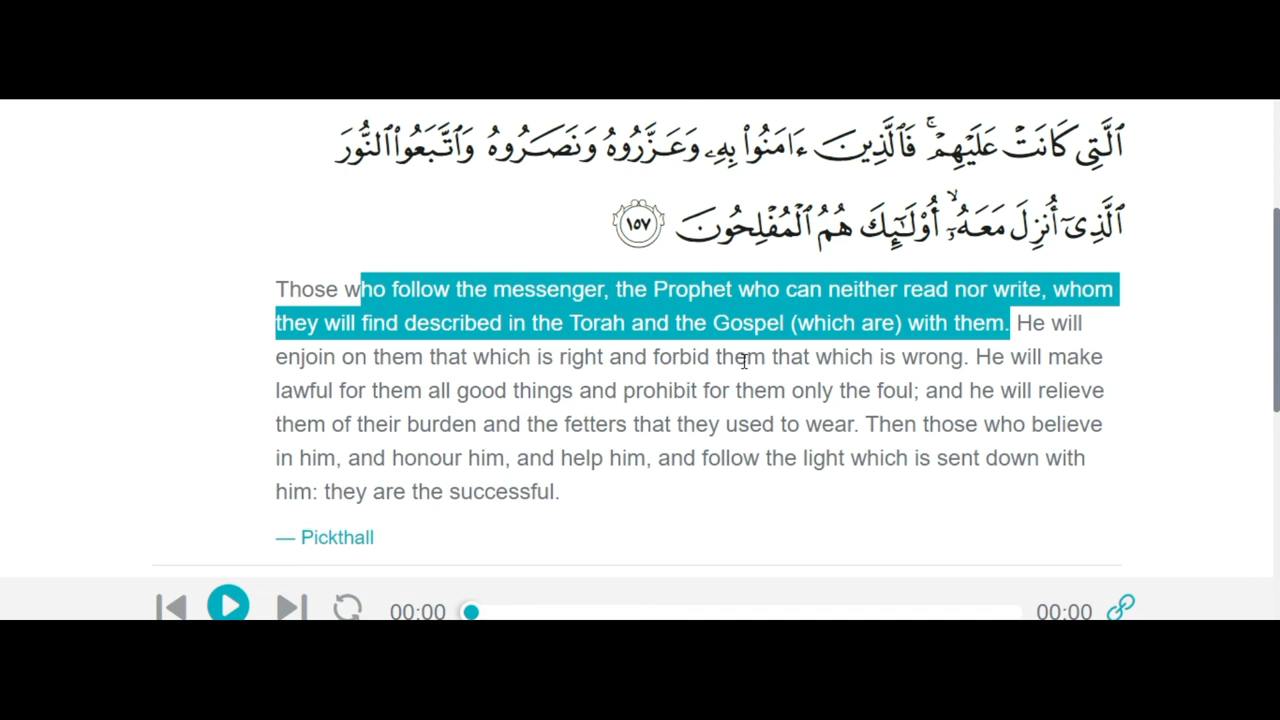 ٱلَّتِى كَانَتْ عَلَيْهِمْ ۚ فَٱلَّذِينَ ءَامَنُوا۟ بِهِۦ وَعَزَّرُوهُ وَنَصَرُوهُ وَٱتَّبَعُوا۟ ٱلنُّورَ
ٱلَّذِىٓ أُنزِلَ مَعَهُۥٓ ۙ أُو۟لَـٰٓئِكَ هُمُ ٱلْمُفْلِحُونَ ١٥٧
Those who follow the messenger, the Prophet who can neither read nor write, whom
they will find described in the Torah and the Gospel (which are) with them. He will
enjoin on them that which is right and forbid them that which is wrong. He will make
lawful for them all good things and prohibit for them only the foul; and he will relieve
them of their burden and the fetters that they used to wear. Then those who believe
in him, and honour him, and help him, and follow the light which is sent down with
him: they are the successful.
— Pickthall
00:00 00:00